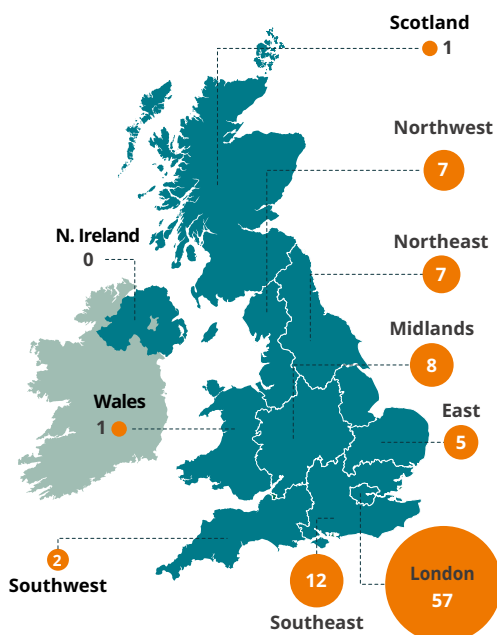 Scotland
1
Northwest
7
N. Ireland
0
Northeast
7
Midlands
8
Wales
1
East
5
2
Southwest
12
Southeast
London
57